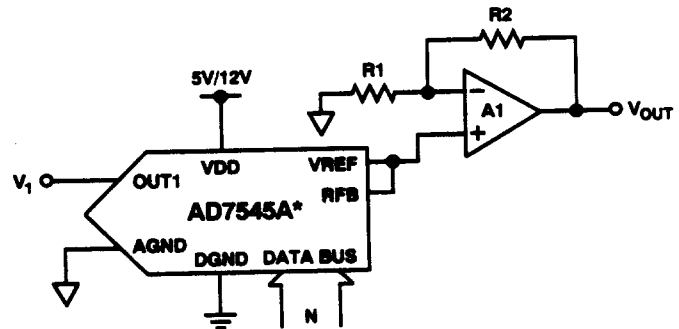 R2
R1
5V/12V
A1
−
+
VOUT
VDD
VREF
V1
OUT1
RFB
AD7545A*
AGND
DGND
DATA BUS
N